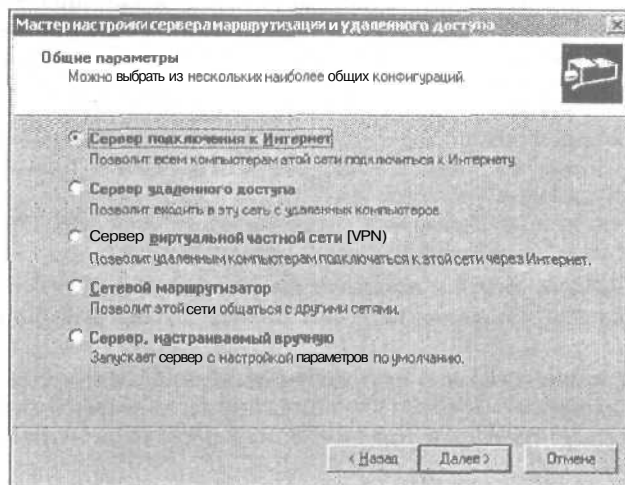 Мастер настройки сервера маршрутизации и удаленного доступа
Общие параметры
Можно выбрать из нескольких наиболее общих конфигураций.
Сервер подключения к Интернет
Позволит всем компьютерам этой сети подключиться к Интернету.
Сервер удаленного доступа
Позволит входить в эту сеть с удаленных компьютеров.
Сервер виртуальной частной сети [VPN)
Позволит удаленным компьютерам подключаться к этой сети через Интернет.
Сетевой маршрутизатор
Позволит этой сети общаться с другими сетями.
Сервер, настраиваемый вручную
Запускает сервер с настройкой параметров по умолчанию.
< Назад Далее > Отмена